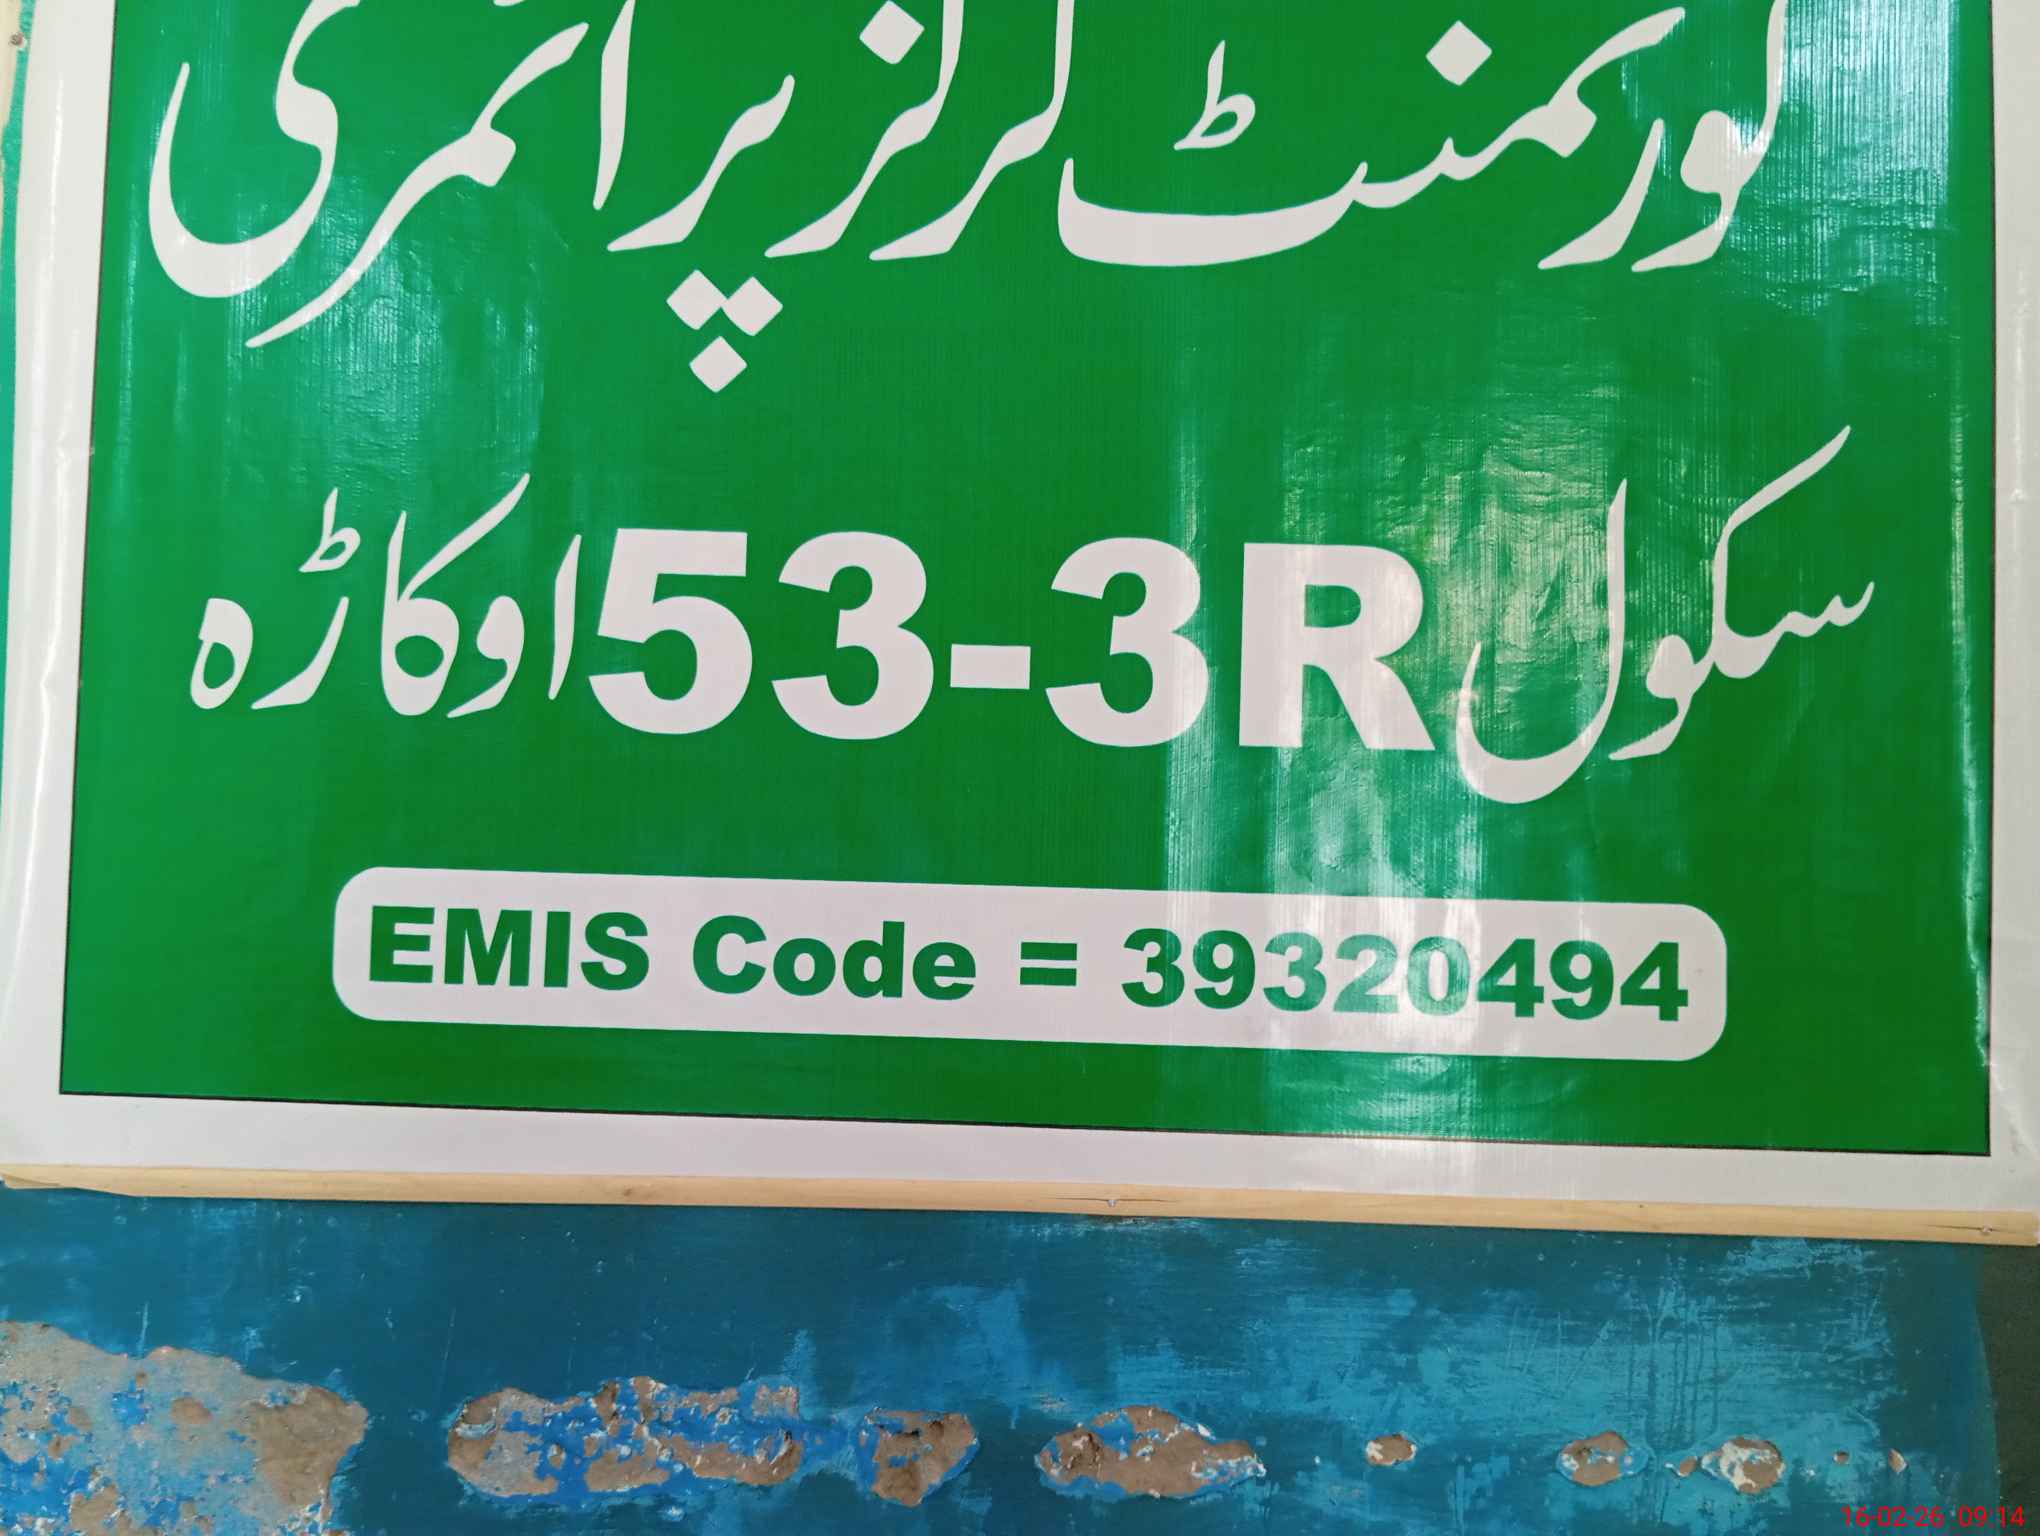 گورنمنٹ گرلز پرائمری
سکول 53-3R اوکاڑہ
EMIS Code = 39320494
16-02-26 09:14